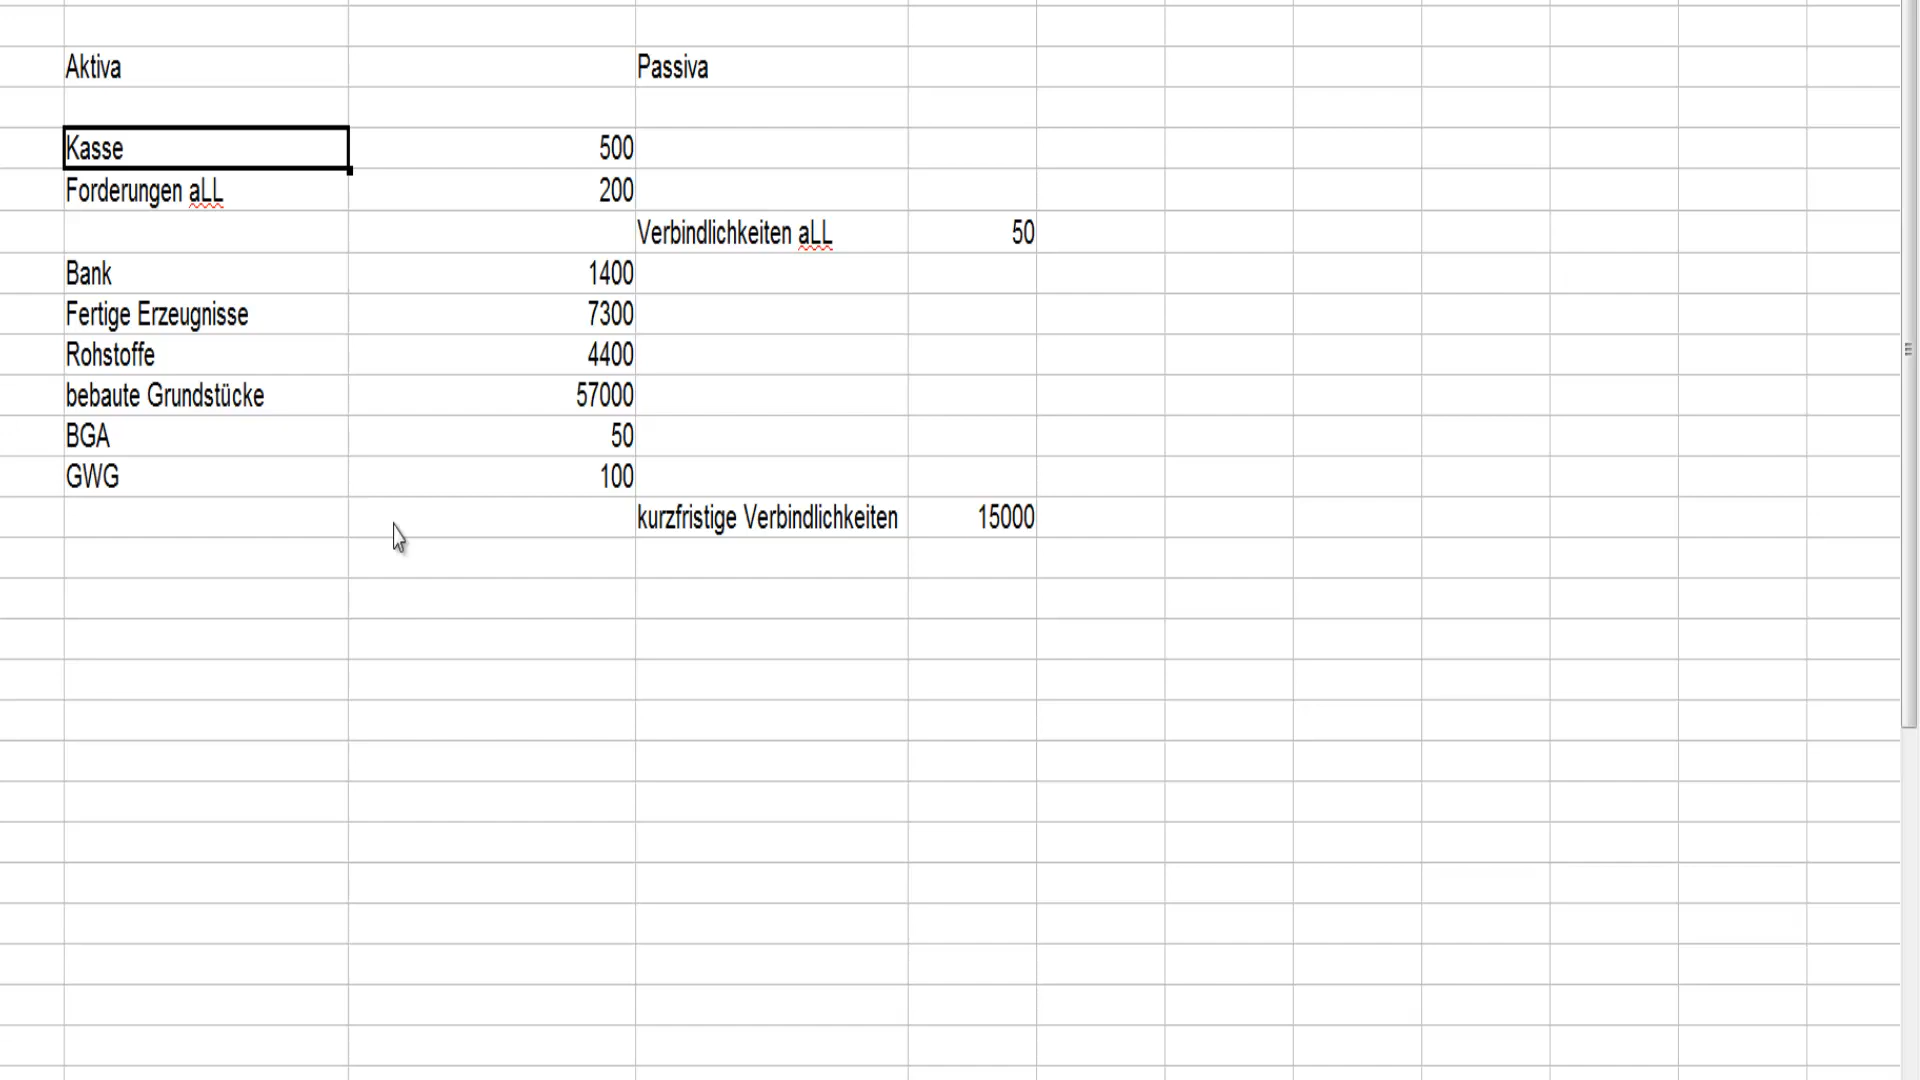 Aktiva Passiva
Kasse 500
Forderungen aLL 200
Verbindlichkeiten aLL 50
Bank 1400
Fertige Erzeugnisse 7300
Rohstoffe 4400
bebaute Grundstücke 57000
BGA 50
GWG 100
kurzfristige Verbindlichkeiten 15000